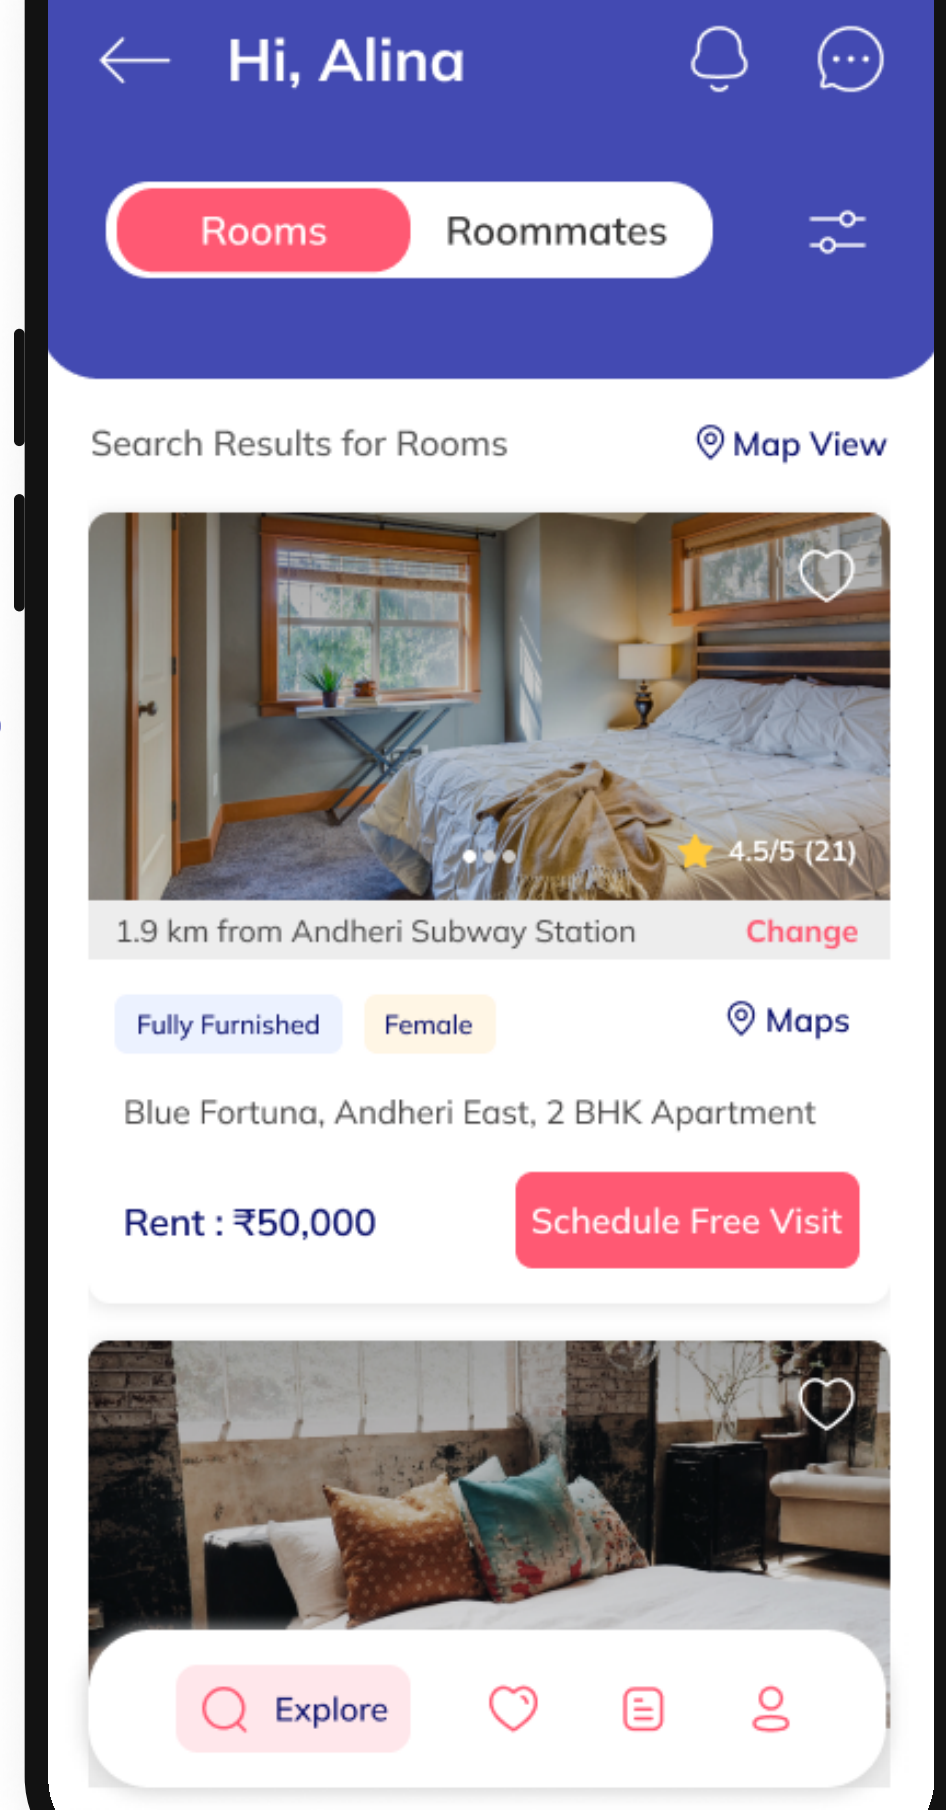 Hi, Alina
Rooms Roommates
Search Results for Rooms Map View
4.5/5 (21)
1.9 km from Andheri Subway Station Change
Fully Furnished Female Maps
Blue Fortuna, Andheri East, 2 BHK Apartment
Rent : ₹50,000 Schedule Free Visit
Explore